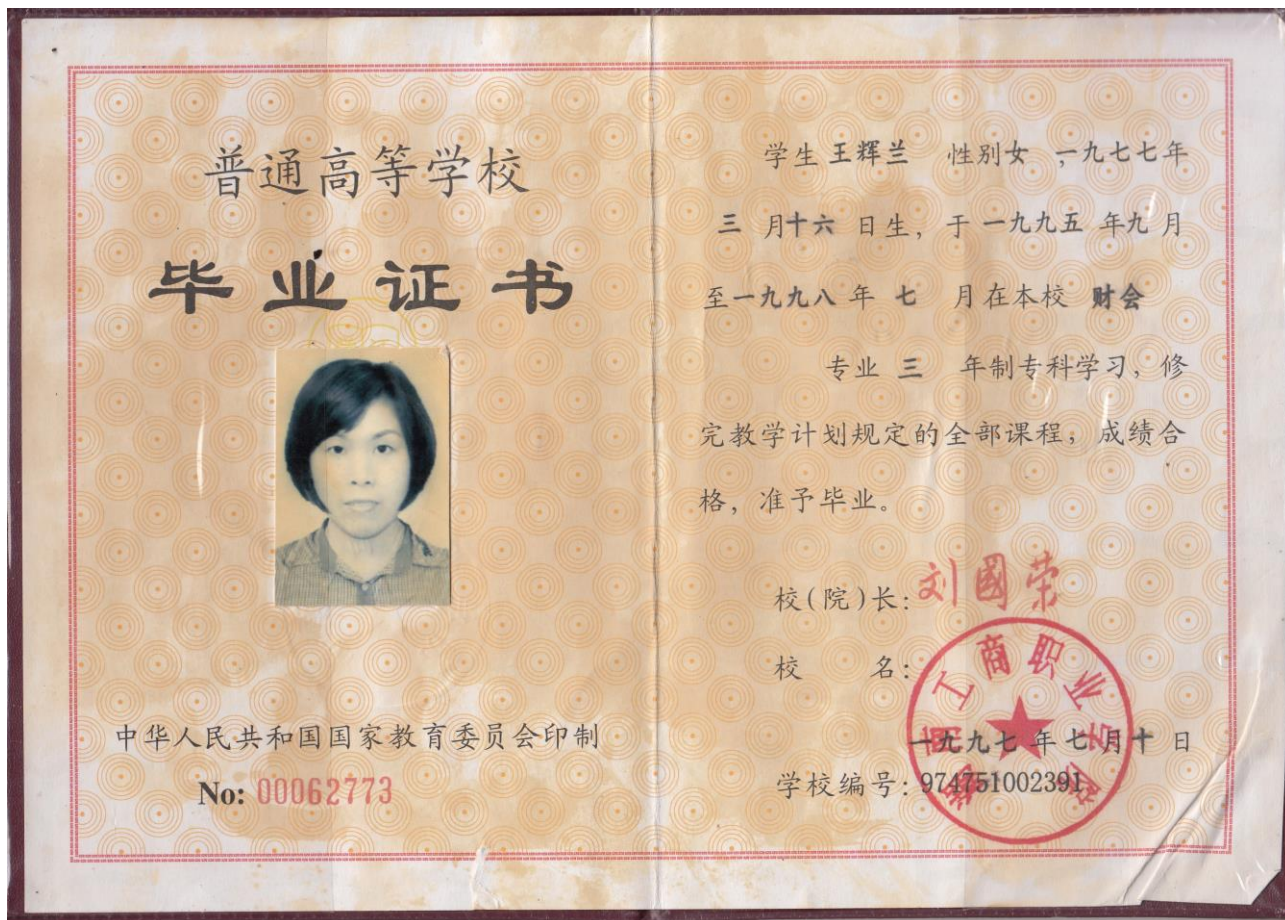 普通高等学校
毕业证书
中华人民共和国国家教育委员会印制
No: 00062773
学生 王辉兰 性别 女 ,一九七七年
三 月十六 日生, 于 一九九五 年九 月
至一九九八 年 七 月在本校 财会
专业 三 年制专科学习, 修
完教学计划规定的全部课程, 成绩合
格, 准予毕业。
校(院)长: 刘國荣
校 名:
工商职业
一九九七 年七月十 日
学校编号: 974751002391